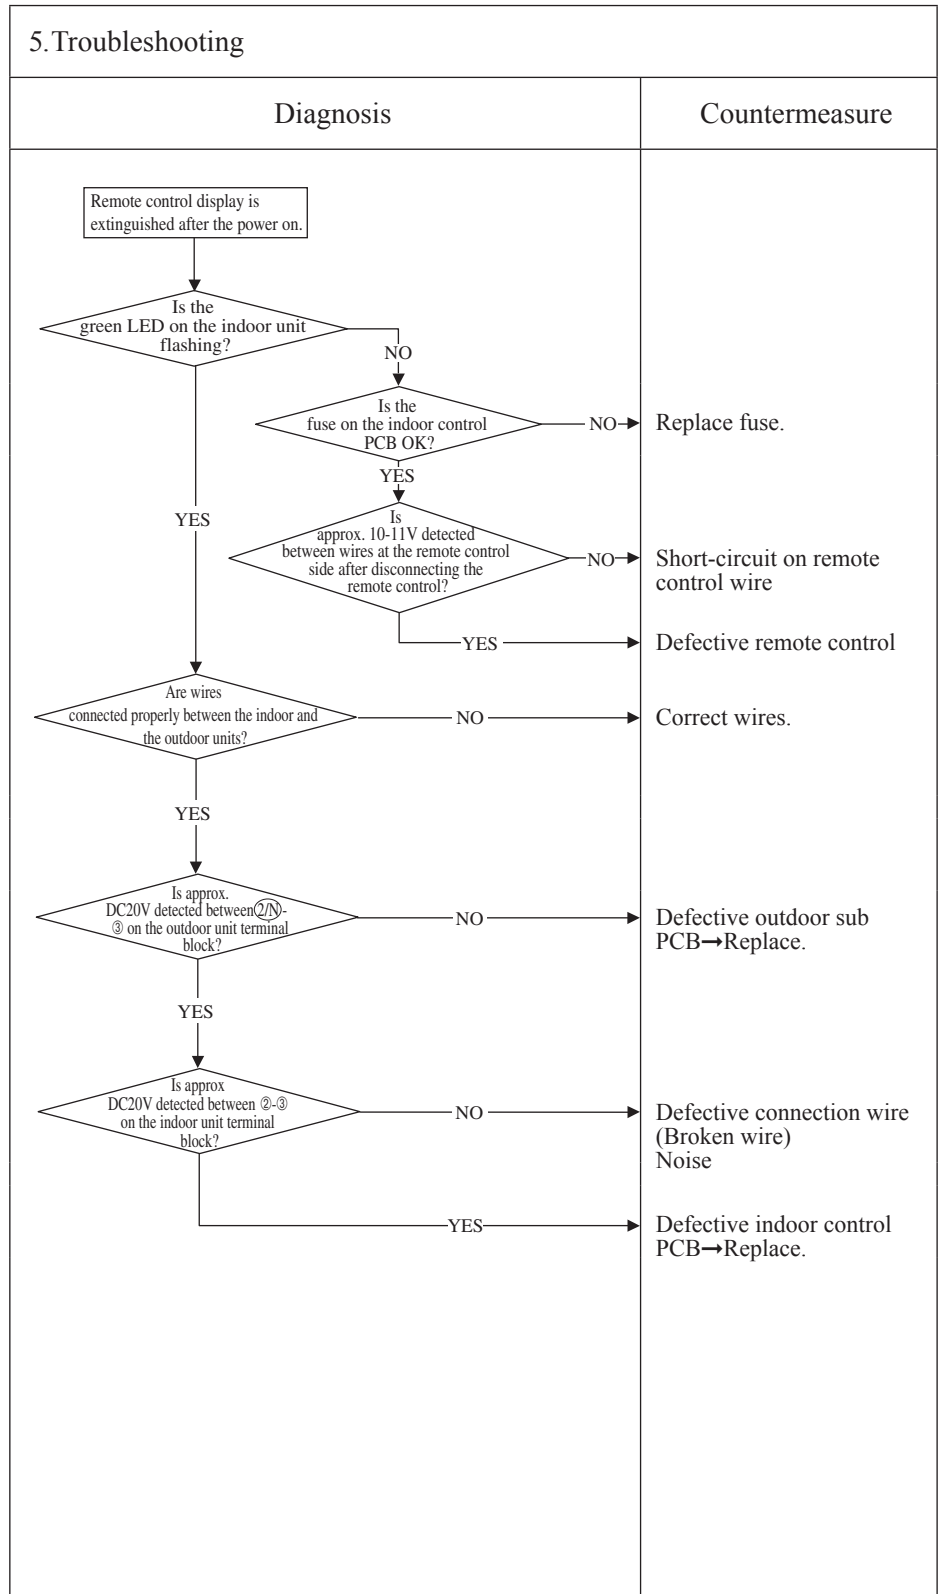 5.Troubleshooting
Diagnosis
Countermeasure
Remote control display is
extinguished after the power on.
Is the
green LED on the indoor unit
flashing?
NO
Is the
fuse on the indoor control
PCB OK?
NO
Replace fuse.
YES
YES
Is
approx. 10-11V detected
between wires at the remote control
side after disconnecting the
remote control?
NO
Short-circuit on remote
control wire
YES
Defective remote control
Are wires
connected properly between the indoor and
the outdoor units?
NO
Correct wires.
YES
Is approx.
DC20V detected between 2/N-
③ on the outdoor unit terminal
block?
NO
Defective outdoor sub
PCB→Replace.
YES
Is approx
DC20V detected between ②-③
on the indoor unit terminal
block?
NO
Defective connection wire
(Broken wire)
Noise
YES
Defective indoor control
PCB→Replace.